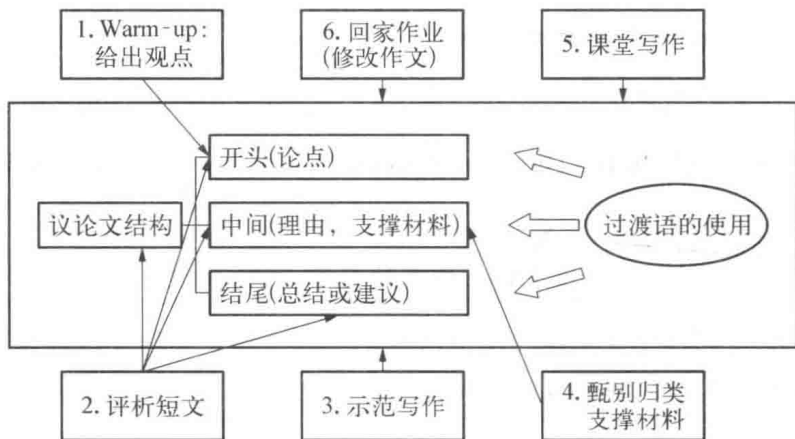 1. Warm-up:
给出观点
6. 回家作业
(修改作文)
5. 课堂写作
开头(论点)
议论文结构
中间(理由，支撑材料)
过渡语的使用
结尾(总结或建议)
2. 评析短文
3. 示范写作
4. 甄别归类
支撑材料